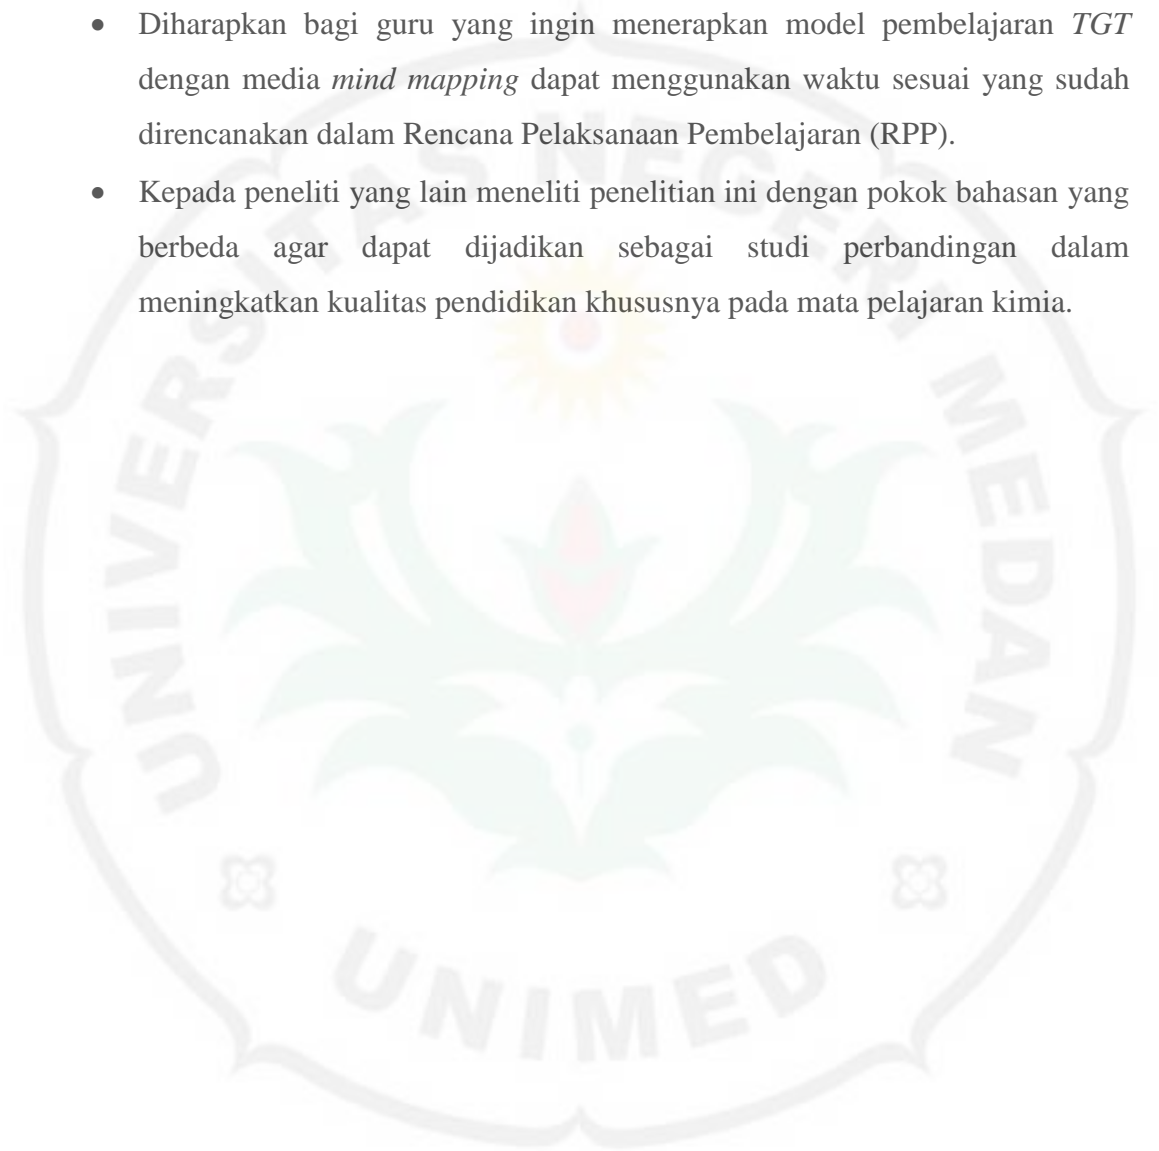 • Diharapkan bagi guru yang ingin menerapkan model pembelajaran TGT
dengan media mind mapping dapat menggunakan waktu sesuai yang sudah
direncanakan dalam Rencana Pelaksanaan Pembelajaran (RPP).
• Kepada peneliti yang lain meneliti penelitian ini dengan pokok bahasan yang
berbeda agar dapat dijadikan sebagai studi perbandingan dalam
meningkatkan kualitas pendidikan khususnya pada mata pelajaran kimia.
UNIVERSITAS NEGERI MEDAN
UNIMED